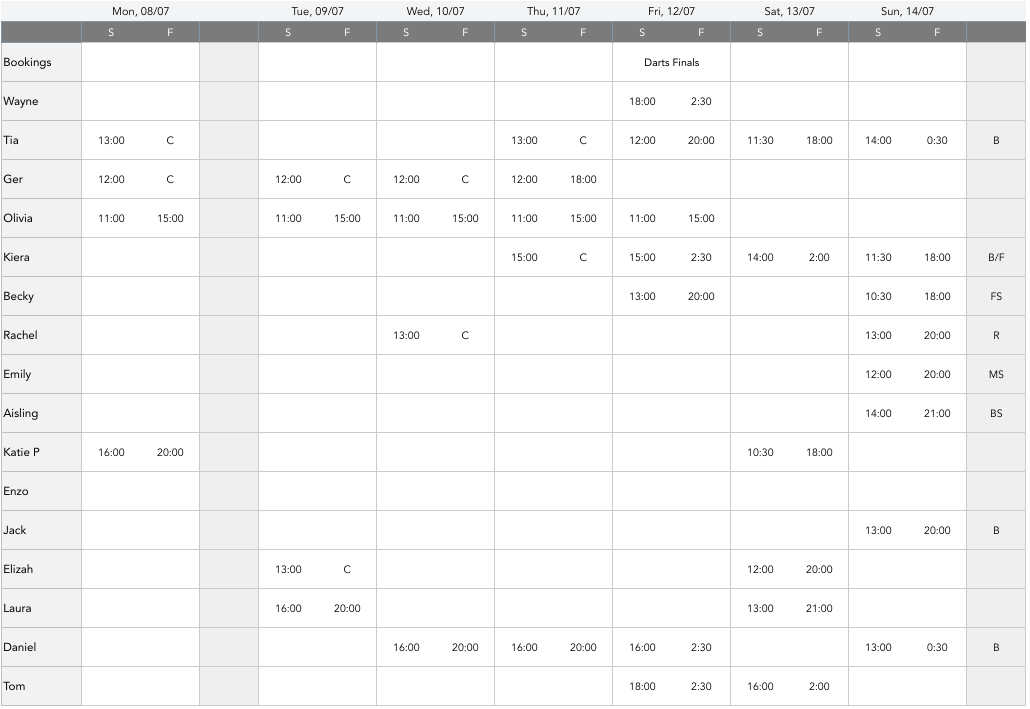 Mon, 08/07 Tue, 09/07 Wed, 10/07 Thu, 11/07 Fri, 12/07 Sat, 13/07 Sun, 14/07
S F S F S F S F S F S F S F
Bookings Darts Finals
Wayne 18:00 2:30
Tia 13:00 C 13:00 C 12:00 20:00 11:30 18:00 14:00 0:30 B
Ger 12:00 C 12:00 C 12:00 C 12:00 18:00
Olivia 11:00 15:00 11:00 15:00 11:00 15:00 11:00 15:00 11:00 15:00
Kiera 15:00 C 15:00 2:30 14:00 2:00 11:30 18:00 B/F
Becky 13:00 20:00 10:30 18:00 FS
Rachel 13:00 C 13:00 20:00 R
Emily 12:00 20:00 MS
Aisling 14:00 21:00 BS
Katie P 16:00 20:00 10:30 18:00
Enzo
Jack 13:00 20:00 B
Elizah 13:00 C 12:00 20:00
Laura 16:00 20:00 13:00 21:00
Daniel 16:00 20:00 16:00 20:00 16:00 2:30 13:00 0:30 B
Tom 18:00 2:30 16:00 2:00